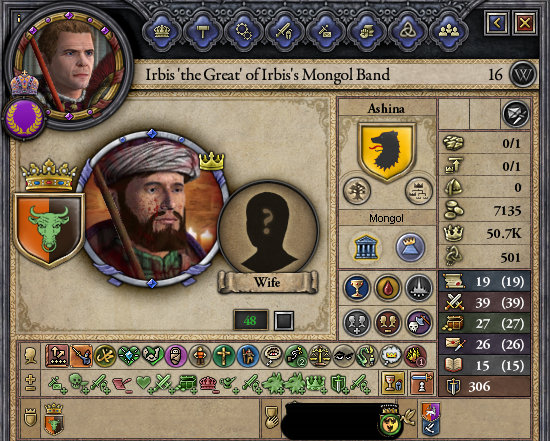 i
Irbis 'the Great' of Irbis's Mongol Band 16 W
Ashina
0/1
0/1
0
Mongol
7135
50.7K
501
?
Wife
48
19 (19)
39 (39)
27 (27)
26 (26)
15 (15)
306